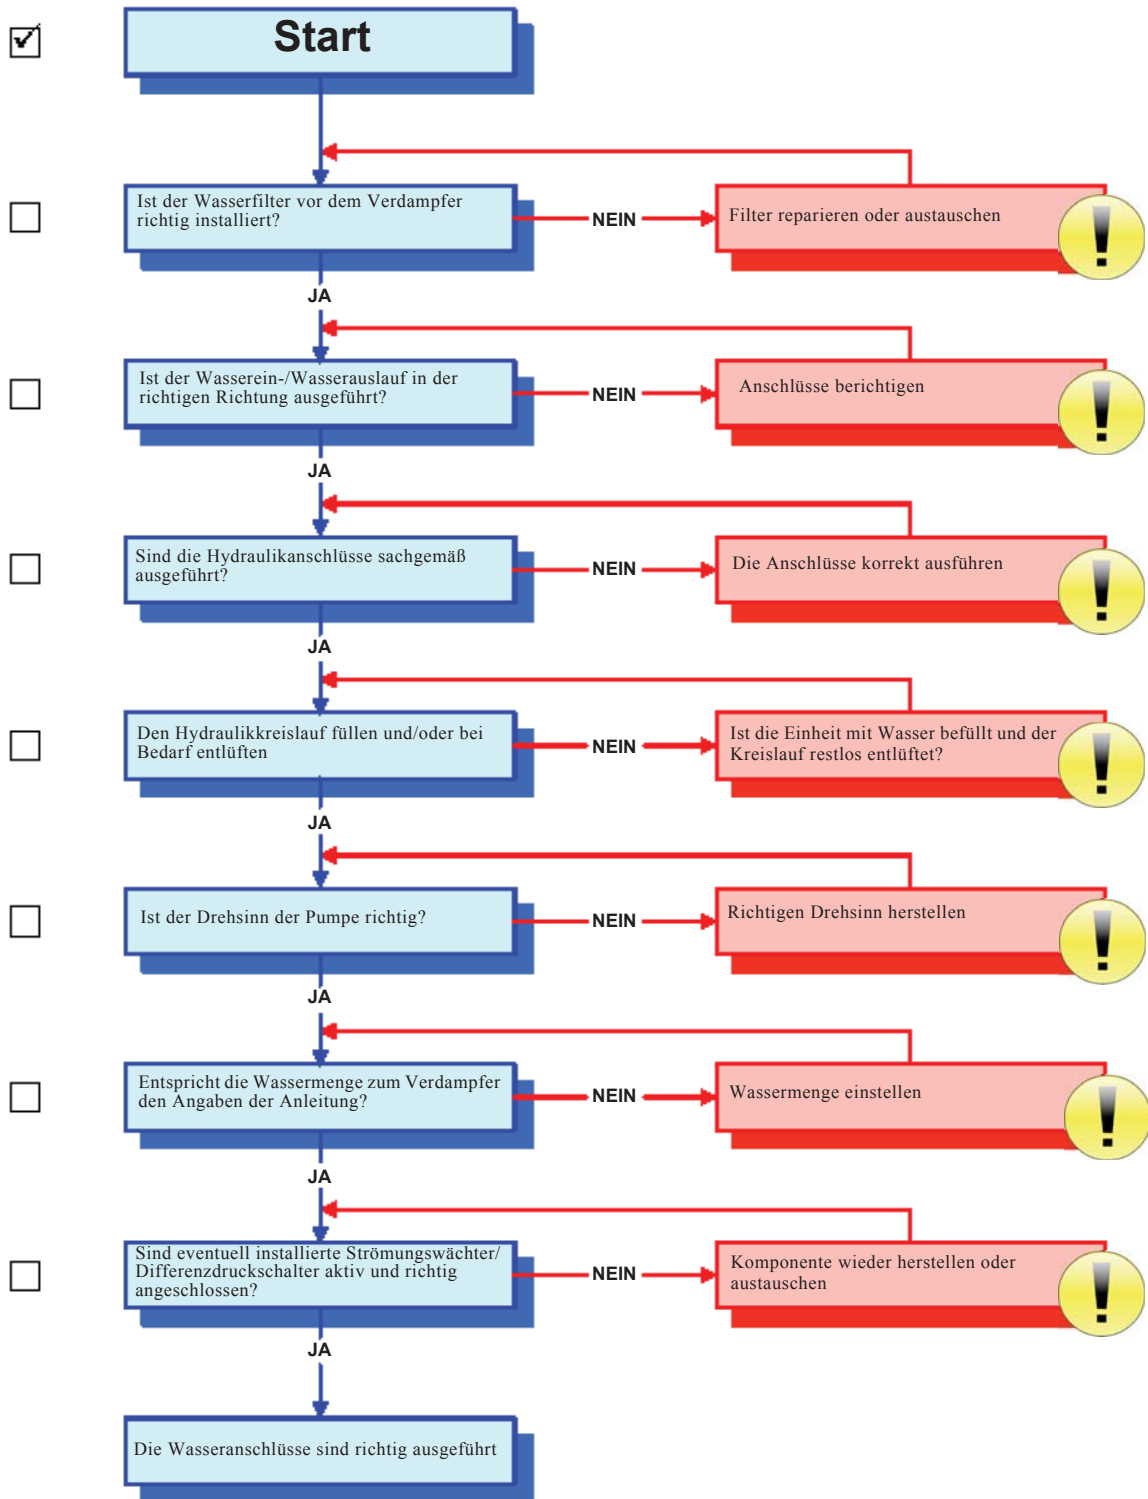 Start
Ist der Wasserfilter vor dem Verdampfer
richtig installiert?
NEIN
Filter reparieren oder austauschen
JA
Ist der Wasserein-/Wasserauslauf in der
richtigen Richtung ausgeführt?
NEIN
Anschlüsse berichtigen
JA
Sind die Hydraulikanschlüsse sachgemäß
ausgeführt?
NEIN
Die Anschlüsse korrekt ausführen
JA
Den Hydraulikkreislauf füllen und/oder bei
Bedarf entlüften
NEIN
Ist die Einheit mit Wasser befüllt und der
Kreislauf restlos entlüftet?
JA
Ist der Drehsinn der Pumpe richtig?
NEIN
Richtigen Drehsinn herstellen
JA
Entspricht die Wassermenge zum Verdampfer
den Angaben der Anleitung?
NEIN
Wassermenge einstellen
JA
Sind eventuell installierte Strömungswächter/
Differenzdruckschalter aktiv und richtig
angeschlossen?
NEIN
Komponente wieder herstellen oder
austauschen
JA
Die Wasseranschlüsse sind richtig ausgeführt